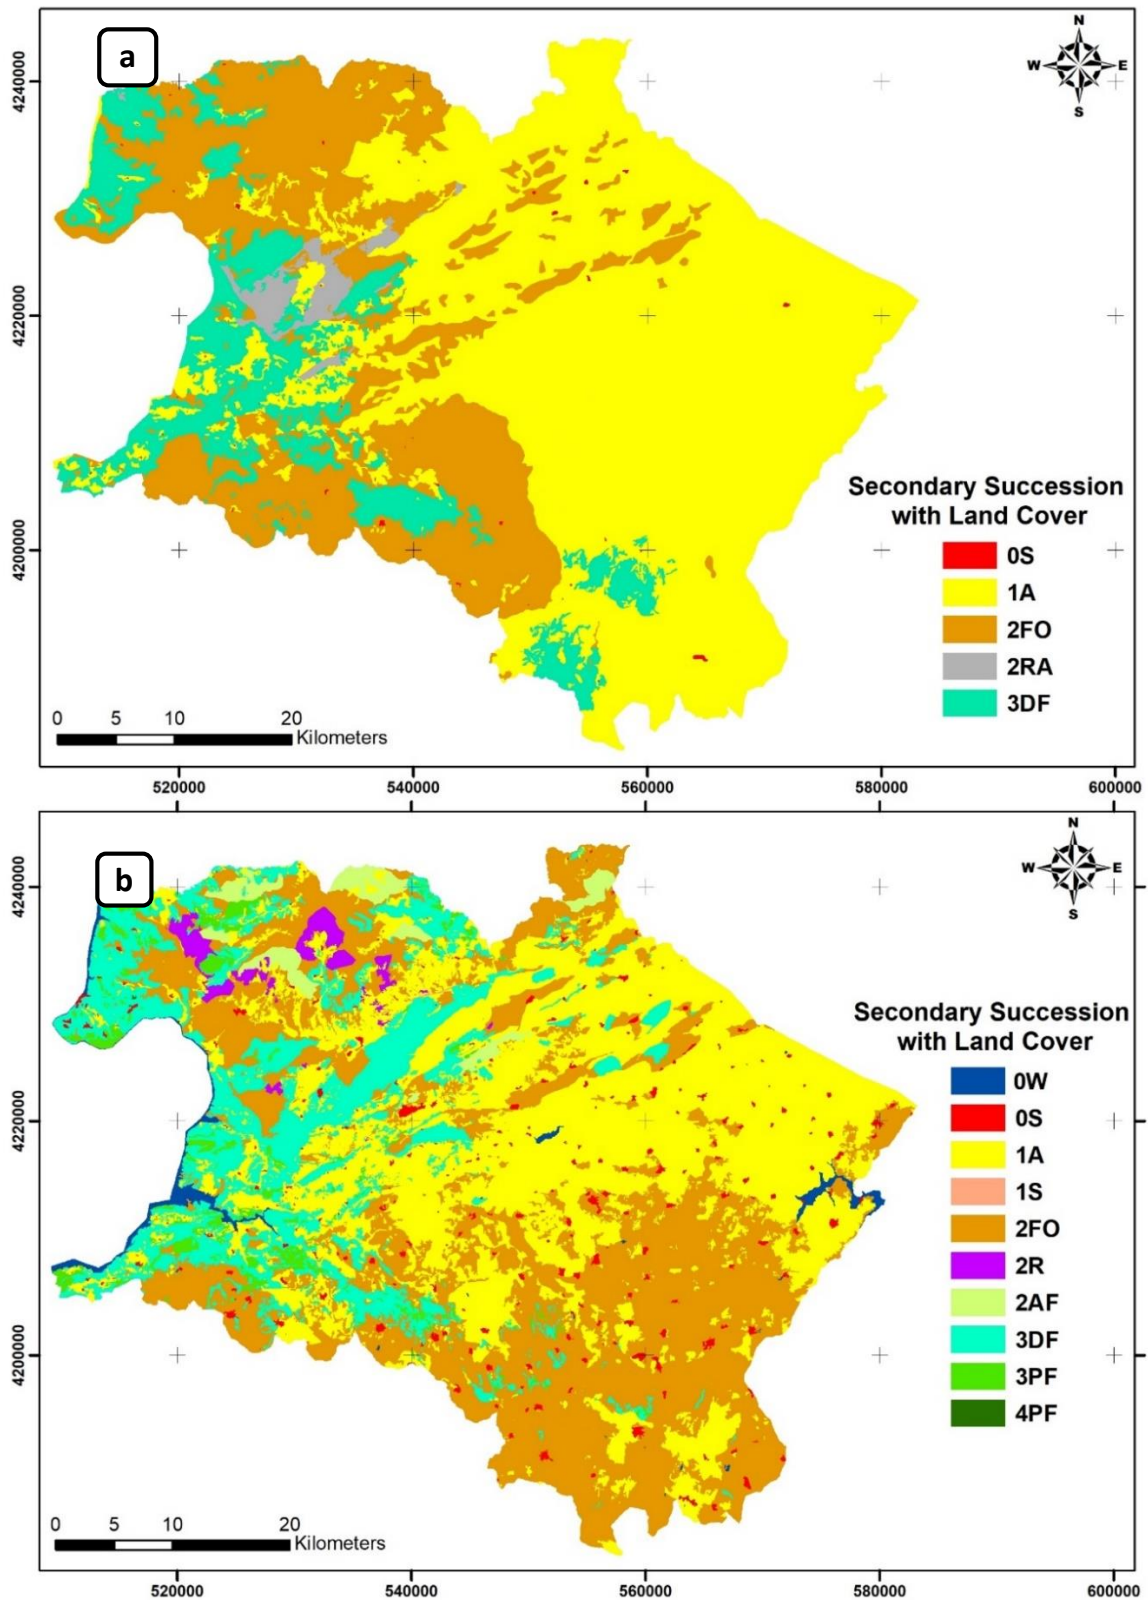 a
N
W E
S
4240000
4220000
4200000
Secondary Succession
with Land Cover
0S
1A
2FO
2RA
3DF
0 5 10 20
Kilometers
520000 540000 560000 580000 600000
b
N
W E
S
4240000
4220000
4200000
Secondary Succession
with Land Cover
0W
0S
1A
1S
2FO
2R
2AF
3DF
3PF
4PF
0 5 10 20
Kilometers
520000 540000 560000 580000 600000